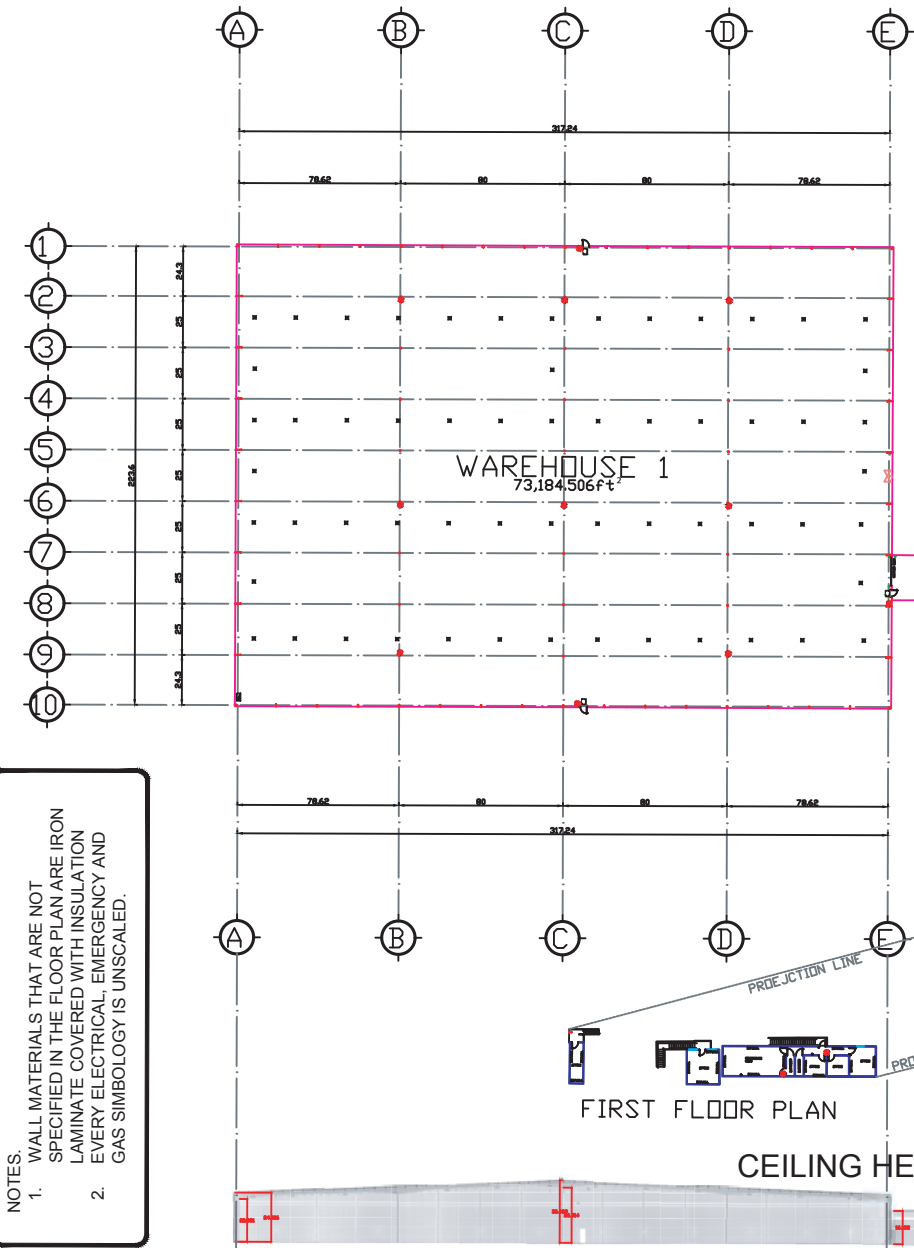 A B C D E
317.24
78.62 80 80 78.62
1
24.3
2
25
3
25
4
25
5
WAREHOUSE 1
73,184.506ft²
223.6
25
6
25
7
25
8
25
9
24.3
10
78.62 80 80 78.62
317.24
A B C D E
PROEJCTION LINE
PRO
FIRST FLOOR PLAN
CEILING HE
NOTES.
1. WALL MATERIALS THAT ARE NOT
SPECIFIED IN THE FLOOR PLAN ARE IRON
LAMINATE COVERED WITH INSULATION
2. EVERY ELECTRICAL, EMERGENCY AND
GAS SIMBOLOGY IS UNSCALED.